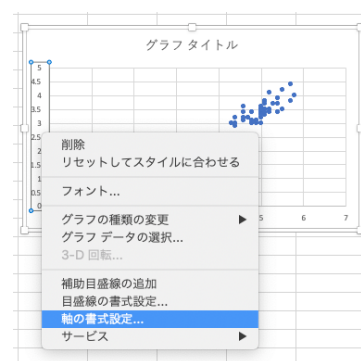 グラフ タイトル
5
4.5
4
3.5
3
2.5
2
1.5
1
0.5
0
5
6
7
削除
リセットしてスタイルに合わせる
フォント...
グラフの種類の変更 ▶
グラフ データの選択...
3-D 回転...
補助目盛線の追加
目盛線の書式設定...
軸の書式設定...
サービス ▶